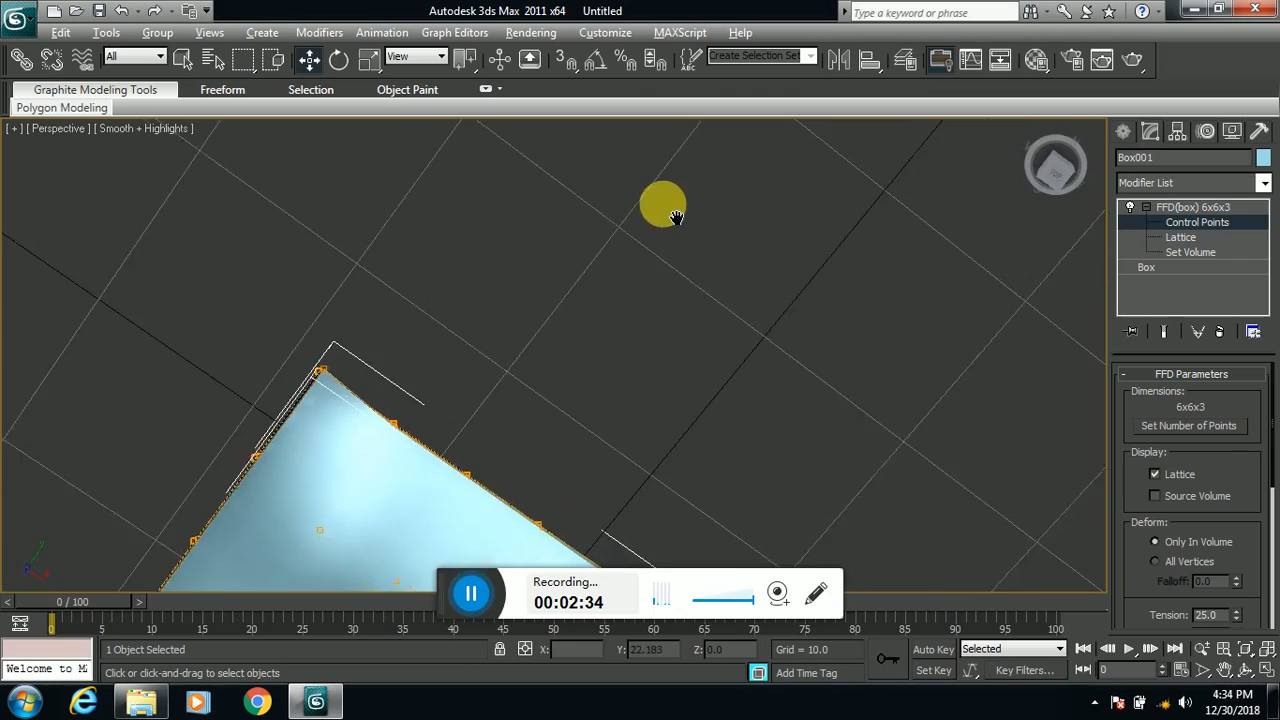 Autodesk 3ds Max 2011 x64 Untitled
Type a keyword or phrase
Edit Tools Group Views Create Modifiers Animation Graph Editors Rendering Customize MAXScript Help
All View Create Selection Set
Graphite Modeling Tools Freeform Selection Object Paint
Polygon Modeling
[ + ] [ Perspective ] [ Smooth + Highlights ]
TOP
Box001
Modifier List
FFD(box) 6x6x3
Control Points
Lattice
Set Volume
Box
- FFD Parameters
Dimensions:
6x6x3
Set Number of Points
Display:
Lattice
Source Volume
Deform:
Only In Volume
All Vertices
Falloff: 0.0
Tension: 25.0
Recording...
00:02:34
y
x
< 0 / 100 >
0 5 10 15 20 25 30 35 40 45 50 55 60 65 70 75 80 85 90 95 100
1 Object Selected X: Y: 22.183 Z: 0.0 Grid = 10.0 Auto Key Selected
Welcome to M Click or click-and-drag to select objects Add Time Tag Set Key Key Filters... 0
4:34 PM
12/30/2018